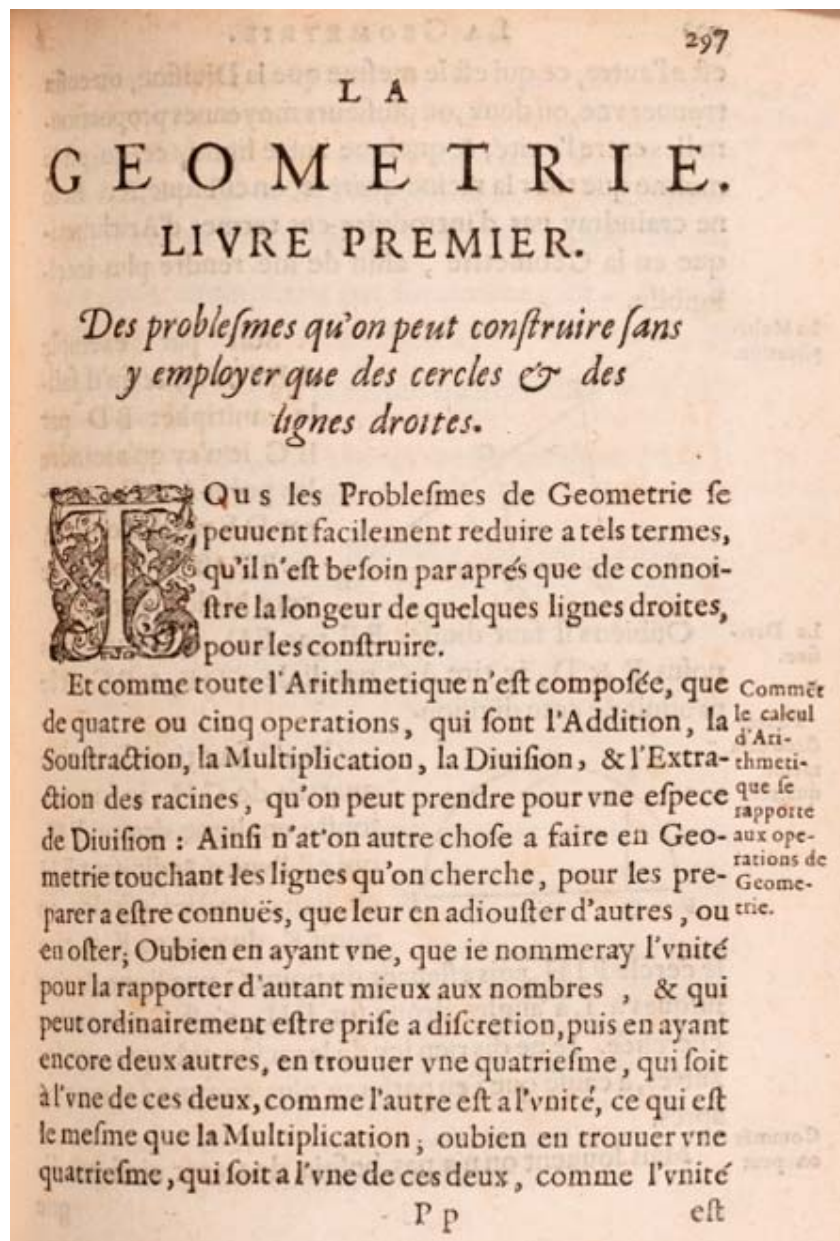 297
LA
GEOMETRIE.
LIVRE PREMIER.
Des problesmes qu'on peut construire sans
y employer que des cercles & des
lignes droites.
TOus les Problesmes de Geometrie se
peuuent facilement reduire a tels termes,
qu'il n'est besoin par aprés que de connoi-
stre la longeur de quelques lignes droites,
pour les construire.
Et comme toute l'Arithmetique n'est composée, que
de quatre ou cinq operations, qui sont l'Addition, la
Soustraction, la Multiplication, la Diuision, & l'Extra-
ction des racines, qu'on peut prendre pour vne espece
de Diuision : Ainsi n'at'on autre chose a faire en Geo-
metrie touchant les lignes qu'on cherche, pour les pre-
parer a estre connuës, que leur en adiouster d'autres, ou
en oster; Oubien en ayant vne, que ie nommeray l'vnité
pour la rapporter d'autant mieux aux nombres, & qui
peut ordinairement estre prise a discretion, puis en ayant
encore deux autres, en trouuer vne quatriesme, qui soit
à l'vne de ces deux, comme l'autre est a l'vnité, ce qui est
le mesme que la Multiplication; oubien en trouuer vne
quatriesme, qui soit a l'vne de ces deux, comme l'vnité
Commẽt
le calcul
d'Ari-
thmeti-
que se
rapporte
aux ope-
rations de
Geome-
trie.
Pp
est